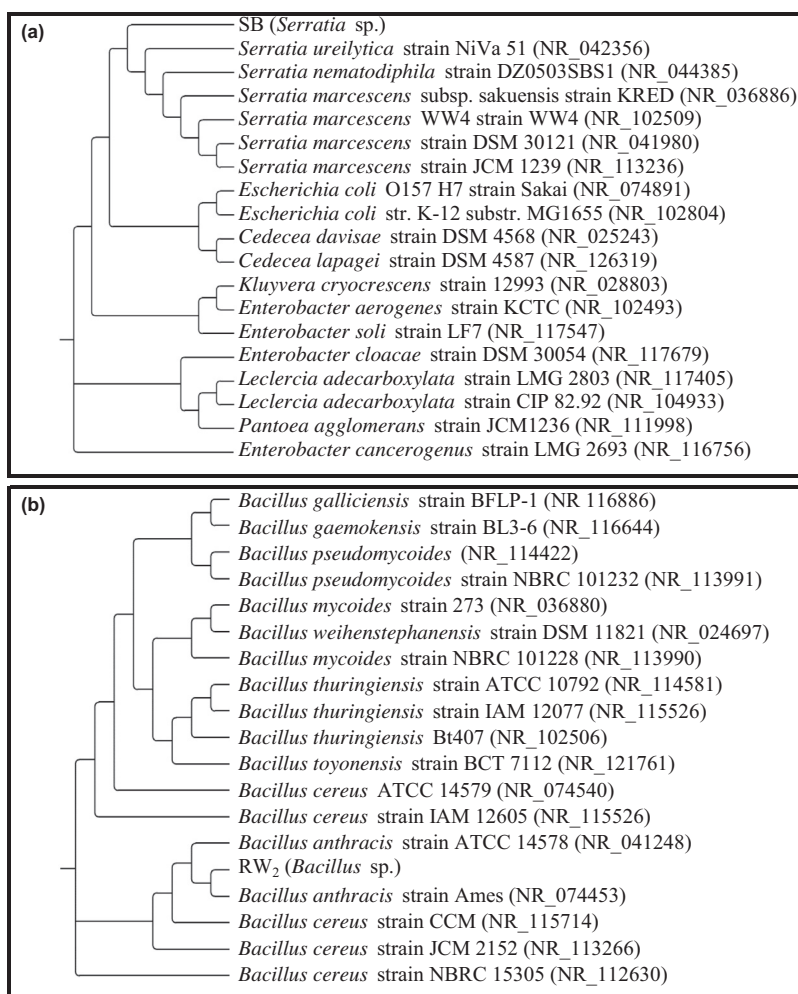 (a)
SB (Serratia sp.)
Serratia ureilytica strain NiVa 51 (NR_042356)
Serratia nematodiphila strain DZ0503SBS1 (NR_044385)
Serratia marcescens subsp. sakuensis strain KRED (NR_036886)
Serratia marcescens WW4 strain WW4 (NR_102509)
Serratia marcescens strain DSM 30121 (NR_041980)
Serratia marcescens strain JCM 1239 (NR_113236)
Escherichia coli O157 H7 strain Sakai (NR_074891)
Escherichia coli str. K-12 substr. MG1655 (NR_102804)
Cedecea davisae strain DSM 4568 (NR_025243)
Cedecea lapagei strain DSM 4587 (NR_126319)
Kluyvera cryocrescens strain 12993 (NR_028803)
Enterobacter aerogenes strain KCTC (NR_102493)
Enterobacter soli strain LF7 (NR_117547)
Enterobacter cloacae strain DSM 30054 (NR_117679)
Leclercia adecarboxylata strain LMG 2803 (NR_117405)
Leclercia adecarboxylata strain CIP 82.92 (NR_104933)
Pantoea agglomerans strain JCM1236 (NR_111998)
Enterobacter cancerogenus strain LMG 2693 (NR_116756)
(b)
Bacillus galliciensis strain BFLP-1 (NR 116886)
Bacillus gaemokensis strain BL3-6 (NR_116644)
Bacillus pseudomycoides (NR_114422)
Bacillus pseudomycoides strain NBRC 101232 (NR_113991)
Bacillus mycoides strain 273 (NR_036880)
Bacillus weihenstephanensis strain DSM 11821 (NR_024697)
Bacillus mycoides strain NBRC 101228 (NR_113990)
Bacillus thuringiensis strain ATCC 10792 (NR_114581)
Bacillus thuringiensis strain IAM 12077 (NR_115526)
Bacillus thuringiensis Bt407 (NR_102506)
Bacillus toyonensis strain BCT 7112 (NR_121761)
Bacillus cereus ATCC 14579 (NR_074540)
Bacillus cereus strain IAM 12605 (NR_115526)
Bacillus anthracis strain ATCC 14578 (NR_041248)
RW₂ (Bacillus sp.)
Bacillus anthracis strain Ames (NR_074453)
Bacillus cereus strain CCM (NR_115714)
Bacillus cereus strain JCM 2152 (NR_113266)
Bacillus cereus strain NBRC 15305 (NR_112630)